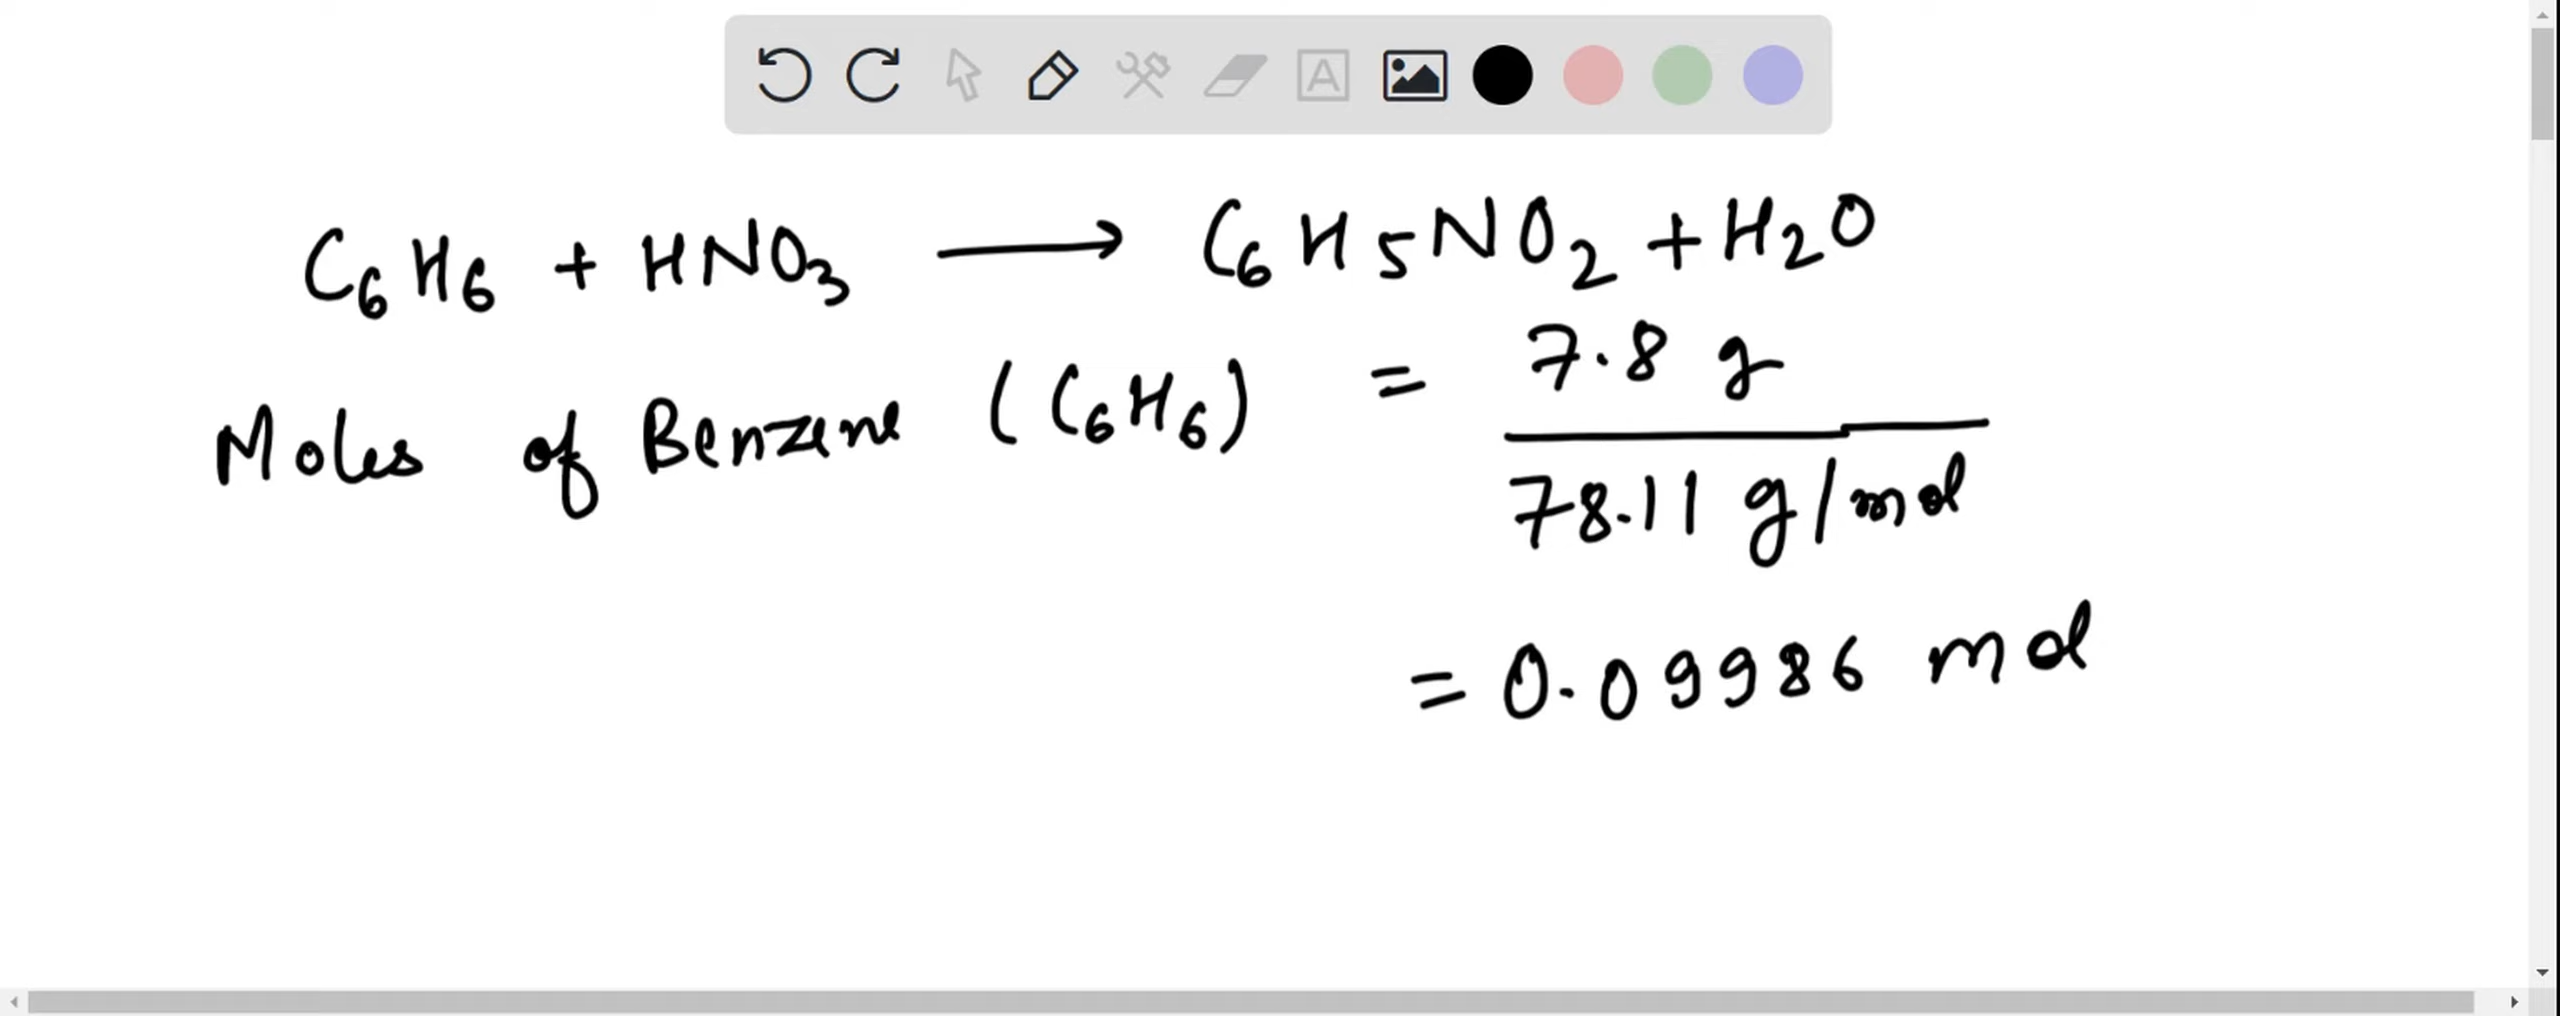 C6H6 + HNO3 ⟶ C6H5NO2 + H2O
Moles of Benzene (C6H6) = 7.8 g / 78.11 g/mol
= 0.09986 mol